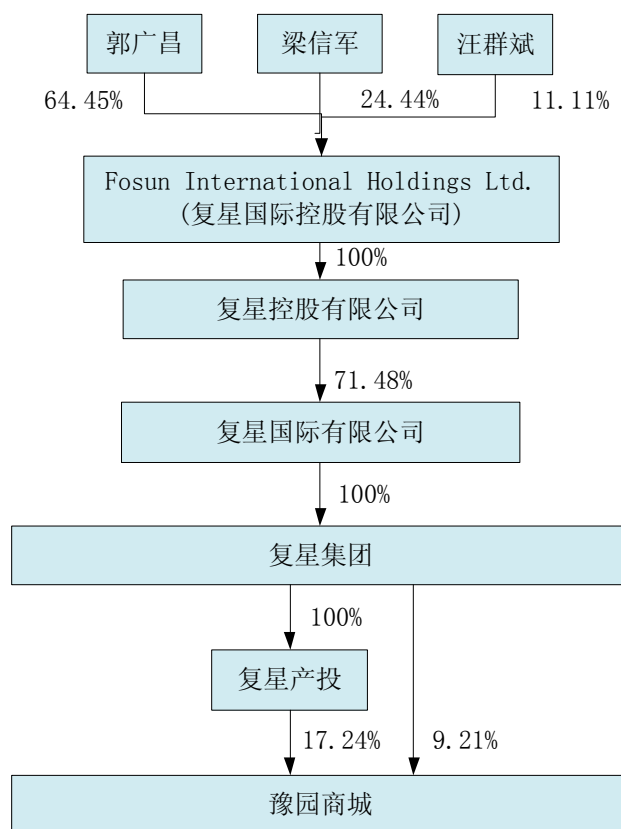 郭广昌
梁信军
汪群斌
64.45%
24.44%
11.11%
Fosun International Holdings Ltd.
(复星国际控股有限公司)
100%
复星控股有限公司
71.48%
复星国际有限公司
100%
复星集团
100%
复星产投
17.24%
9.21%
豫园商城